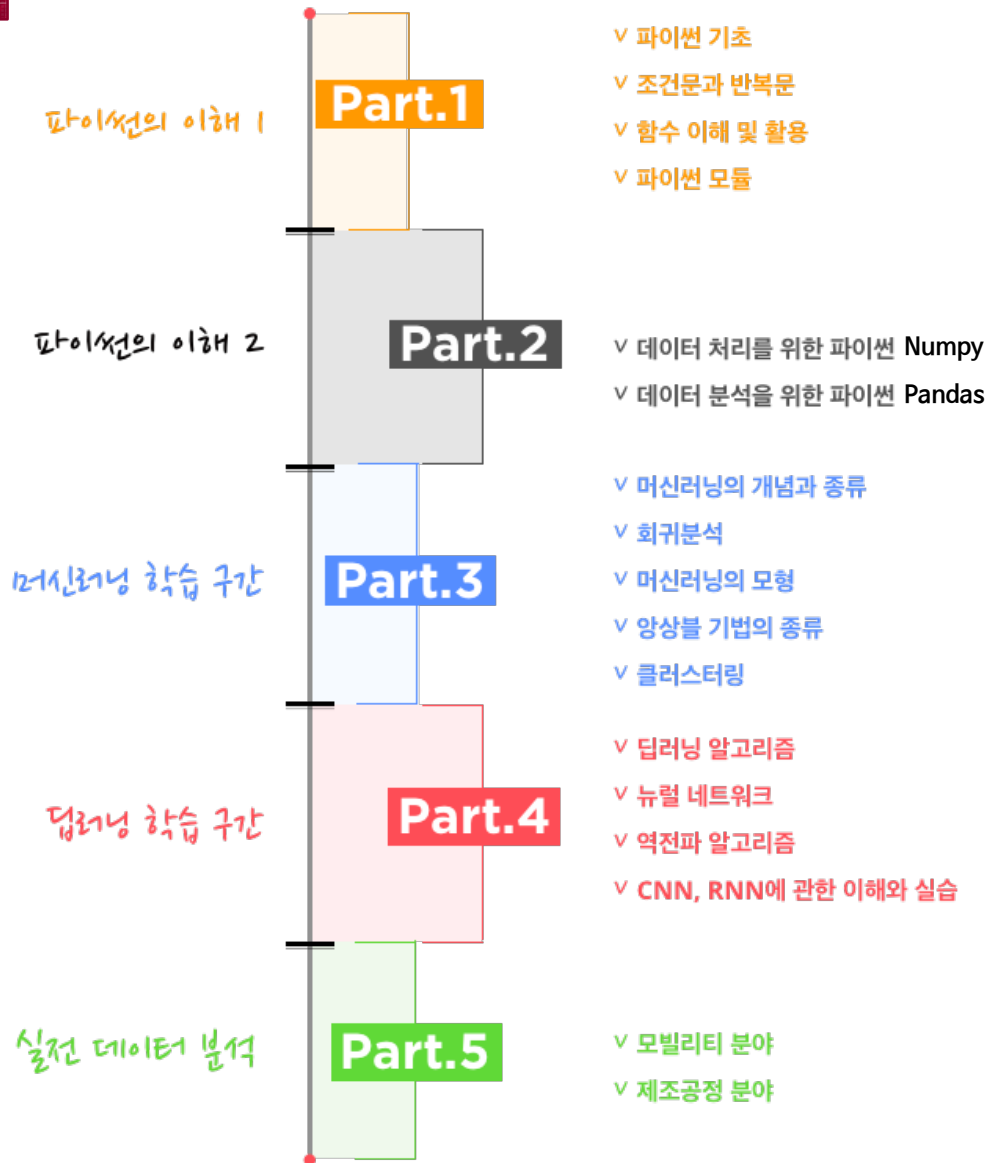 파이썬의 이해 1
Part.1
∨ 파이썬 기초
∨ 조건문과 반복문
∨ 함수 이해 및 활용
∨ 파이썬 모듈
파이썬의 이해 2
Part.2
∨ 데이터 처리를 위한 파이썬 Numpy
∨ 데이터 분석을 위한 파이썬 Pandas
머신러닝 학습 구간
Part.3
∨ 머신러닝의 개념과 종류
∨ 회귀분석
∨ 머신러닝의 모형
∨ 앙상블 기법의 종류
∨ 클러스터링
딥러닝 학습 구간
Part.4
∨ 딥러닝 알고리즘
∨ 뉴럴 네트워크
∨ 역전파 알고리즘
∨ CNN, RNN에 관한 이해와 실습
실전 데이터 분석
Part.5
∨ 모빌리티 분야
∨ 제조공정 분야